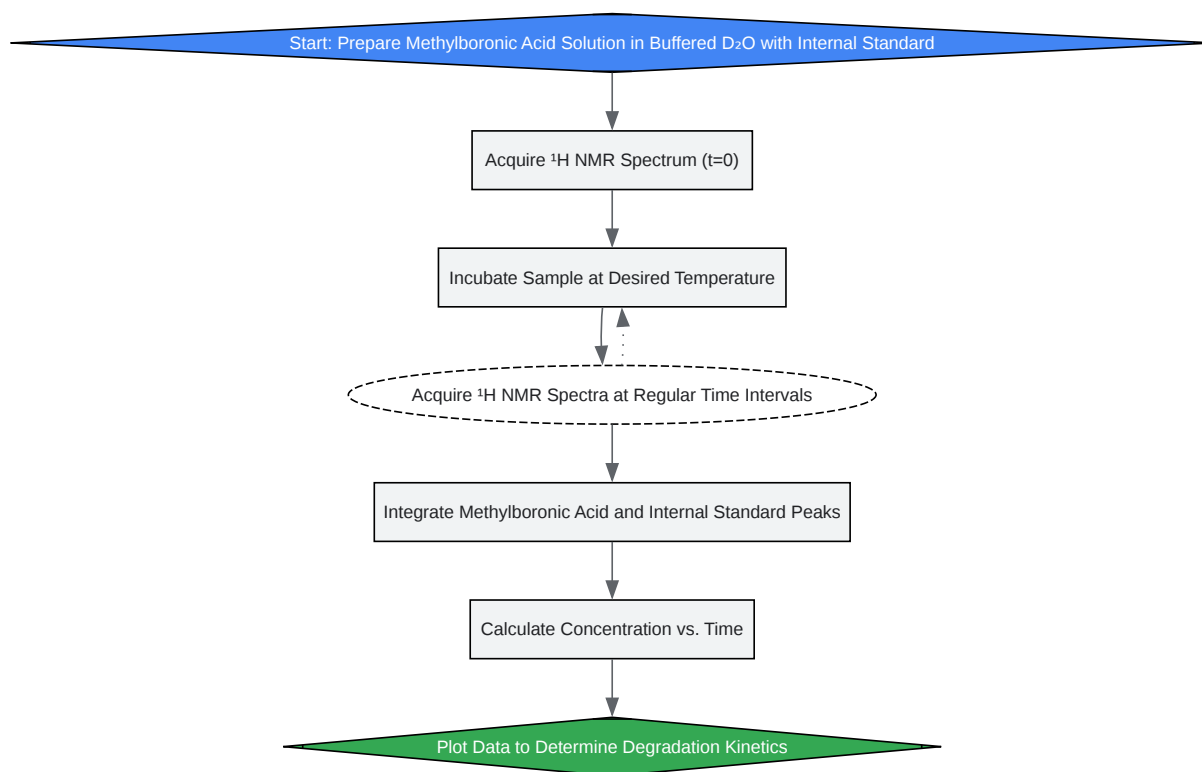 Start: Prepare Methylboronic Acid Solution in Buffered D₂O with Internal Standard
Acquire ¹H NMR Spectrum (t=0)
Incubate Sample at Desired Temperature
Acquire ¹H NMR Spectra at Regular Time Intervals
Integrate Methylboronic Acid and Internal Standard Peaks
Calculate Concentration vs. Time
Plot Data to Determine Degradation Kinetics